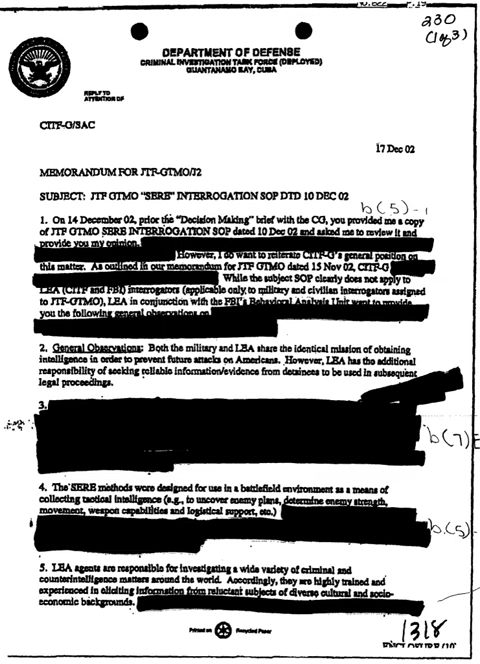 230
(1 of 3)
DEPARTMENT OF DEFENSE
CRIMINAL INVESTIGATION TASK FORCE (DEPLOYED)
GUANTANAMO BAY, CUBA
REPLY TO
ATTENTION OF
CITF-G/SAC
17 Dec 02
MEMORANDUM FOR JTF-GTMO/J2
SUBJECT: JTF GTMO "SERE" INTERROGATION SOP DTD 10 DEC 02
b(5)-1
1. On 14 December 02, prior the "Decision Making" brief with the CG, you provided me a copy
of JTF GTMO SERE INTERROGATION SOP dated 10 Dec 02 and asked me to review it and
provide you my opinion.
However, I do want to reiterate CITF-G's general position on
this matter. As outlined in our memorandum for JTF GTMO dated 15 Nov 02, CITF-G
While the subject SOP clearly does not apply to
LEA (CITF and FBI) interrogators (applicable only to military and civilian interrogators assigned
to JTF-GTMO), LEA in conjunction with the FBI's Behavioral Analysis Unit want to provide
you the following general observations on
2. General Observations: Both the military and LEA share the identical mission of obtaining
intelligence in order to prevent future attacks on Americans. However, LEA has the additional
responsibility of seeking reliable information/evidence from detainees to be used in subsequent
legal proceedings.
3.
b(7)E
4. The SERE methods were designed for use in a battlefield environment as a means of
collecting tactical intelligence (e.g., to uncover enemy plans, determine enemy strength,
movement, weapon capabilities and logistical support, etc.)
b(5)-
5. LEA agents are responsible for investigating a wide variety of criminal and
counterintelligence matters around the world. Accordingly, they are highly trained and
experienced in eliciting information from reluctant subjects of diverse cultural and socio-
economic backgrounds.
Printed on Recycled Paper
1318